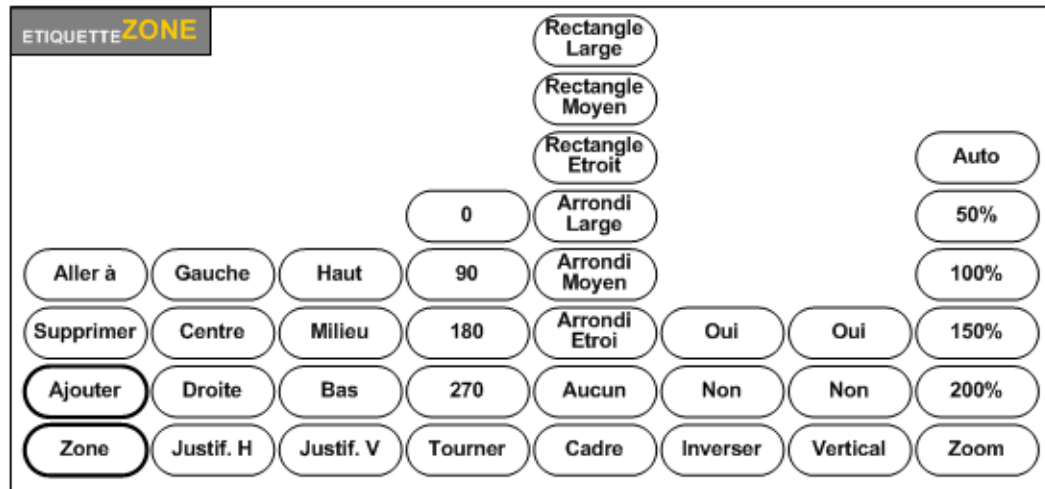 ETIQUETTEZONE
Rectangle
Large
Rectangle
Moyen
Rectangle
Etroit
Auto
0
Arrondi
Large
50%
Aller à Gauche Haut 90 Arrondi
Moyen
100%
Supprimer Centre Milieu 180 Arrondi
Etroi
Oui Oui 150%
Ajouter Droite Bas 270 Aucun Non Non 200%
Zone Justif. H Justif. V Tourner Cadre Inverser Vertical Zoom